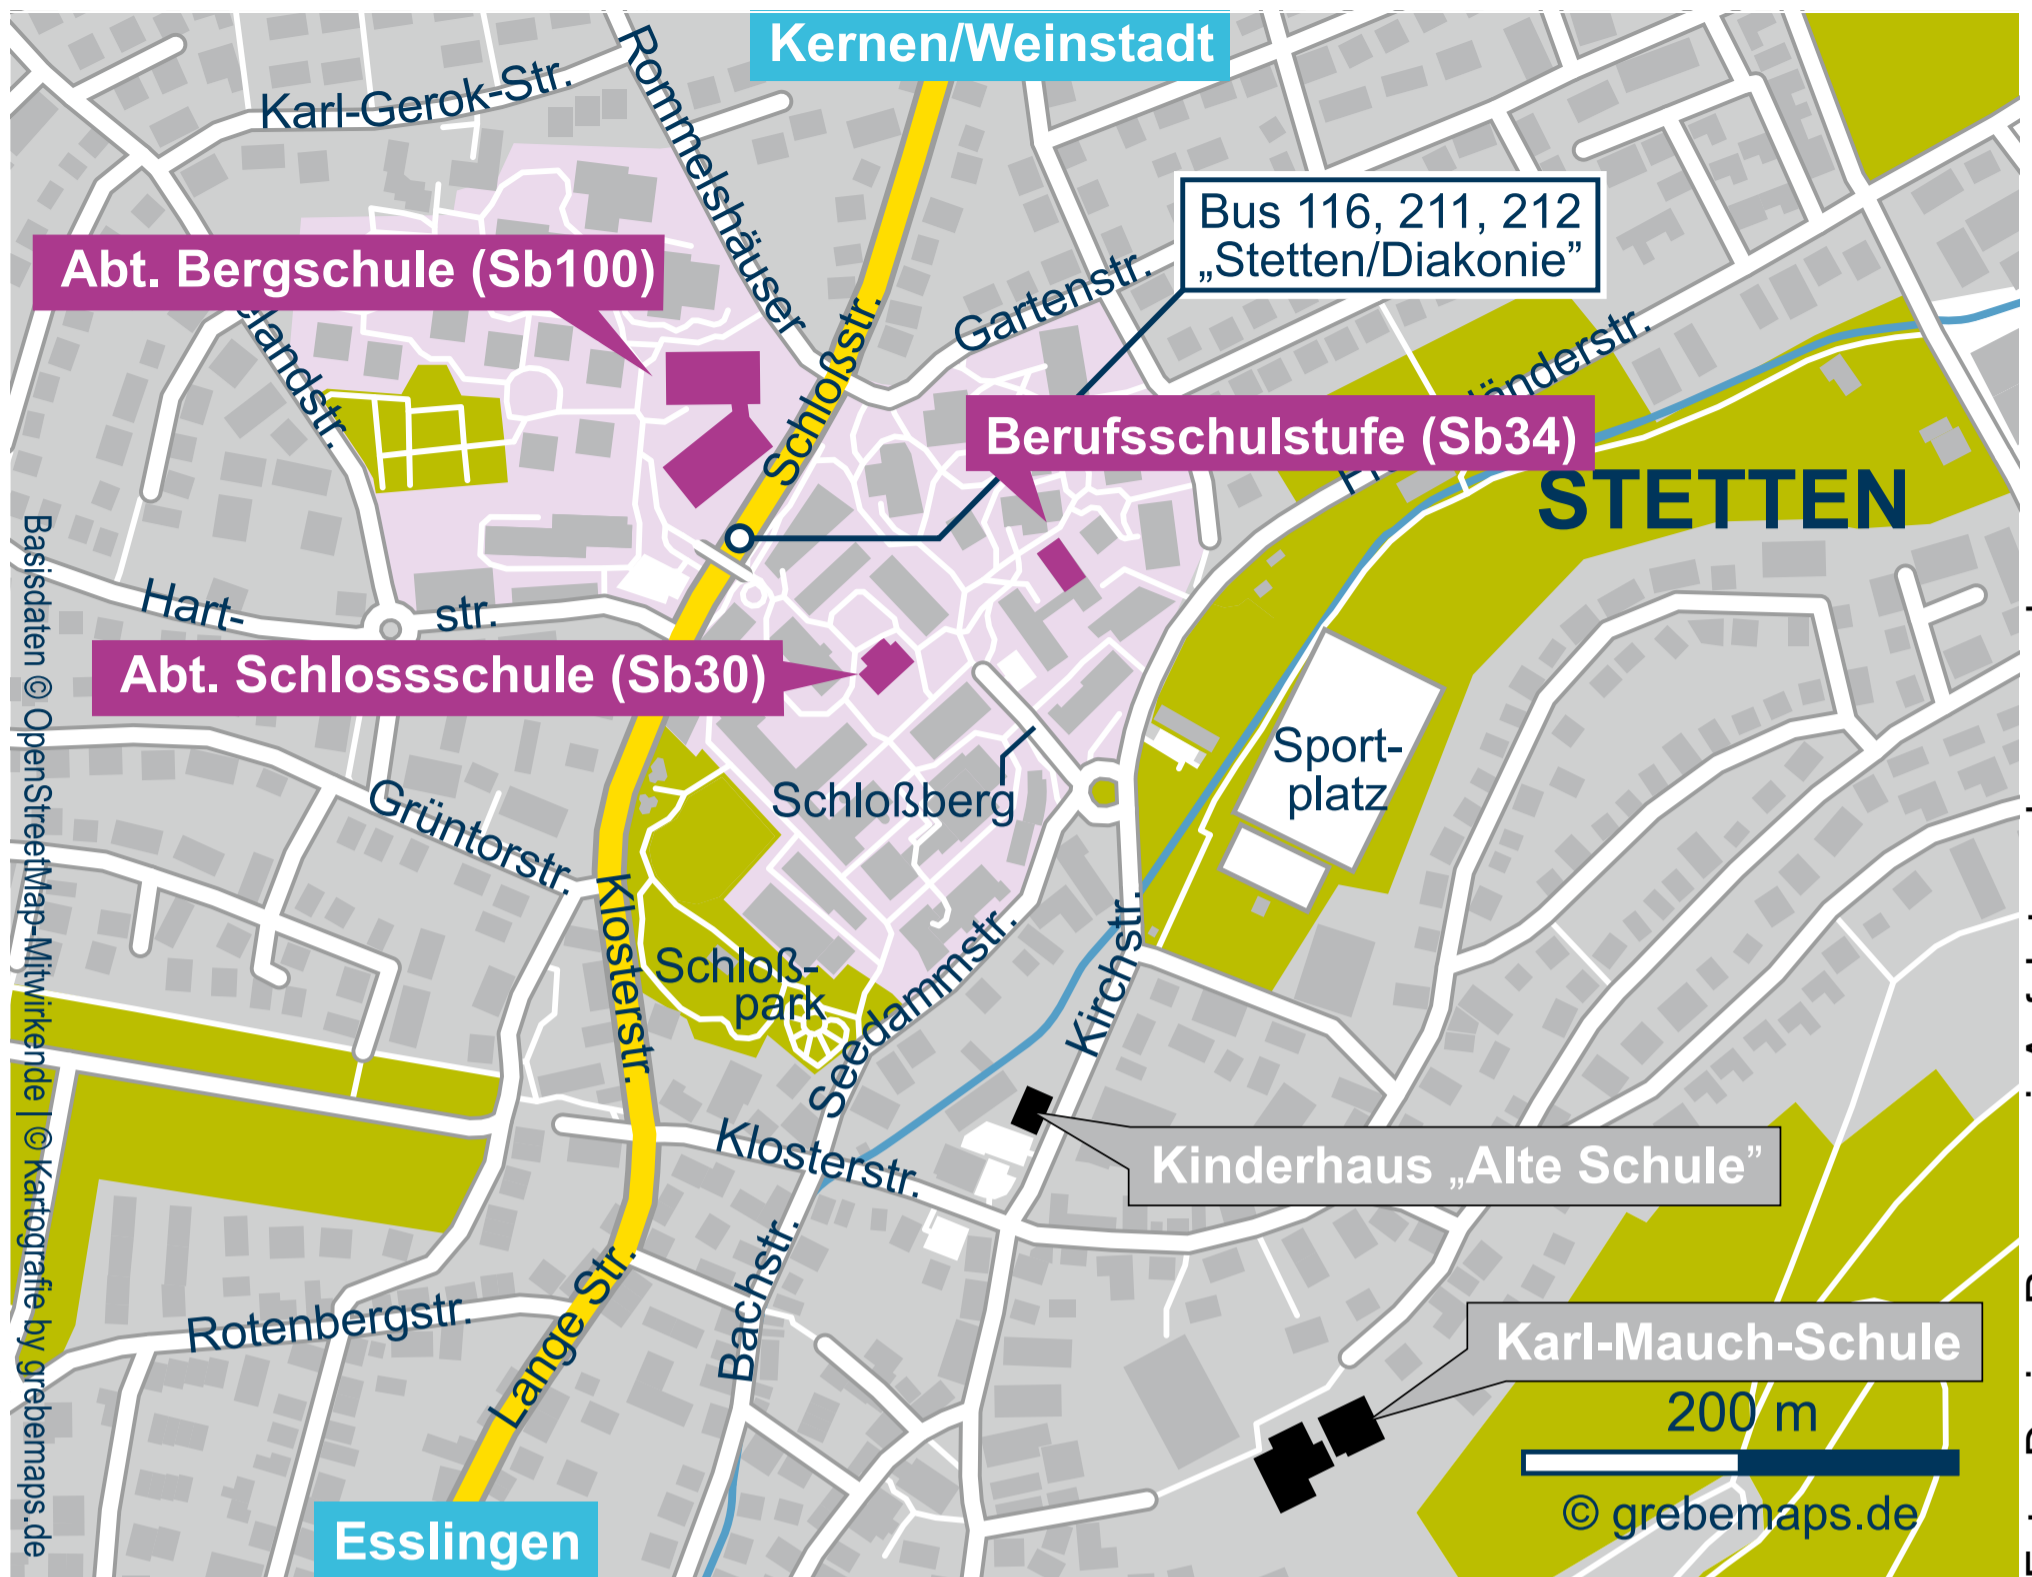 Kernen/Weinstadt
Karl-Gerok-Str.
Rommelshäuser
Bus 116, 211, 212
„Stetten/Diakonie”
Abt. Bergschule (Sb100)
Schloßstr.
Gartenstr.
landstr.
länderstr.
Berufsschulstufe (Sb34)
STETTEN
Hart-
str.
Abt. Schlossschule (Sb30)
Sport-
platz
Schloßberg
Grüntorstr.
Klosterstr.
Schloß-
park
Seedammstr.
Kirchstr.
Klosterstr.
Kinderhaus „Alte Schule”
Bachstr.
Rotenbergstr.
Lange Str.
Karl-Mauch-Schule
200 m
© grebemaps.de
Esslingen
Basisdaten © OpenStreetMap-Mitwirkende | © Kartografie by grebemaps.de